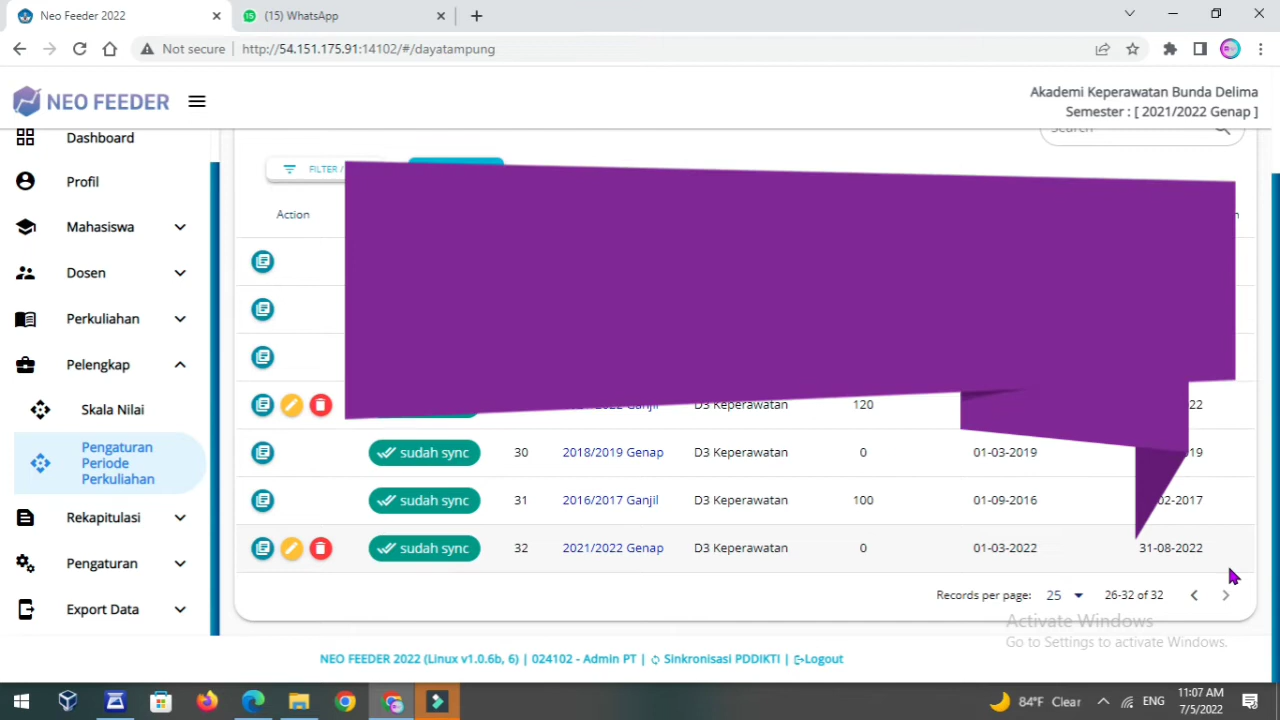 Neo Feeder 2022
(15) WhatsApp
Not secure
http://54.151.175.91:14102/#/dayatampung
NEO FEEDER
Akademi Keperawatan Bunda Delima
Semester : [ 2021/2022 Genap ]
Dashboard
Profil
Mahasiswa
Dosen
Perkuliahan
Pelengkap
Skala Nilai
Pengaturan
Periode
Perkuliahan
Rekapitulasi
Pengaturan
Export Data
Search
FILTER /
Action
D3 Keperawatan 120
sudah sync 30 2018/2019 Genap D3 Keperawatan 0 01-03-2019
sudah sync 31 2016/2017 Ganjil D3 Keperawatan 100 01-09-2016
sudah sync 32 2021/2022 Genap D3 Keperawatan 0 01-03-2022 31-08-2022
Records per page: 25 26-32 of 32
Activate Windows
Go to Settings to activate Windows.
NEO FEEDER 2022 (Linux v1.0.6b, 6) | 024102 - Admin PT | Sinkronisasi PDDIKTI | Logout
84°F Clear
ENG
11:07 AM
7/5/2022